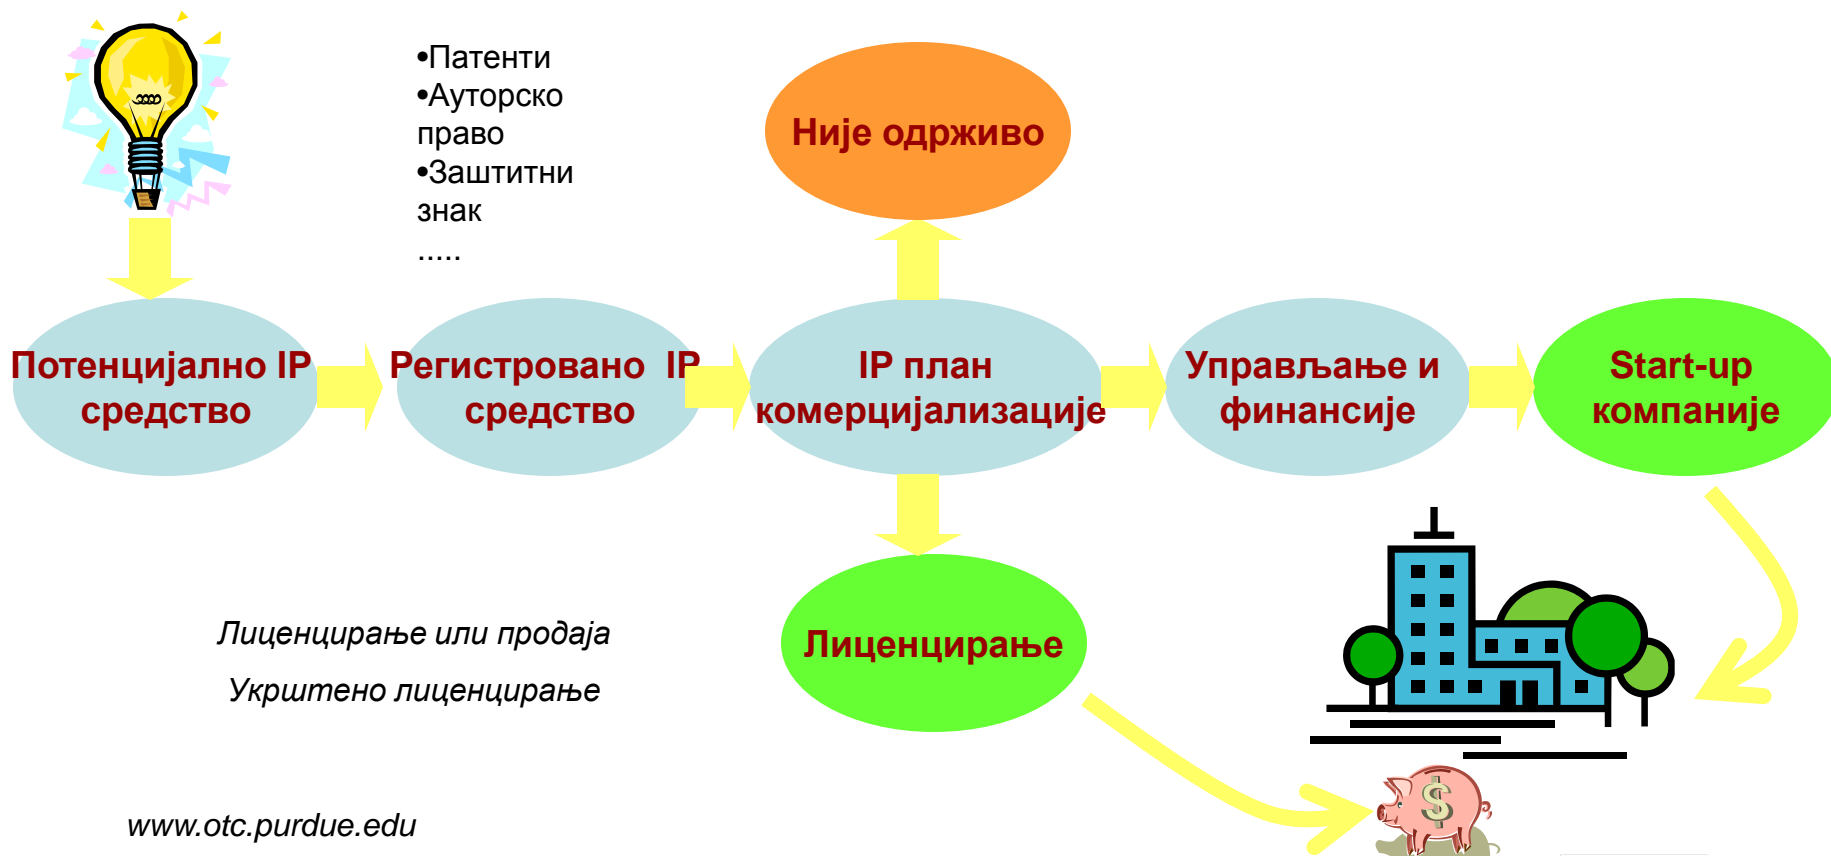 •Патенти
•Ауторско
право
•Заштитни
знак
.....
Није одрживо
Потенцијално IP
средство
Регистровано IP
средство
IP план
комерцијализације
Управљање и
финансије
Start-up
компаније
Лиценцирање или продаја
Укрштено лиценцирање
Лиценцирање
$
www.otc.purdue.edu